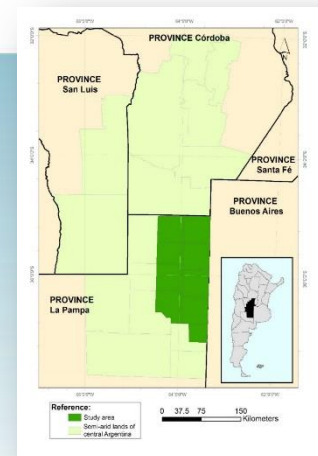 PROVINCE Córdoba
PROVINCE
San Luis
PROVINCE
Santa Fé
PROVINCE
Buenos Aires
PROVINCE
La Pampa
Reference:
Study area
Semi-arid lands of
central Argentina
0 37.5 75 150
Kilometers